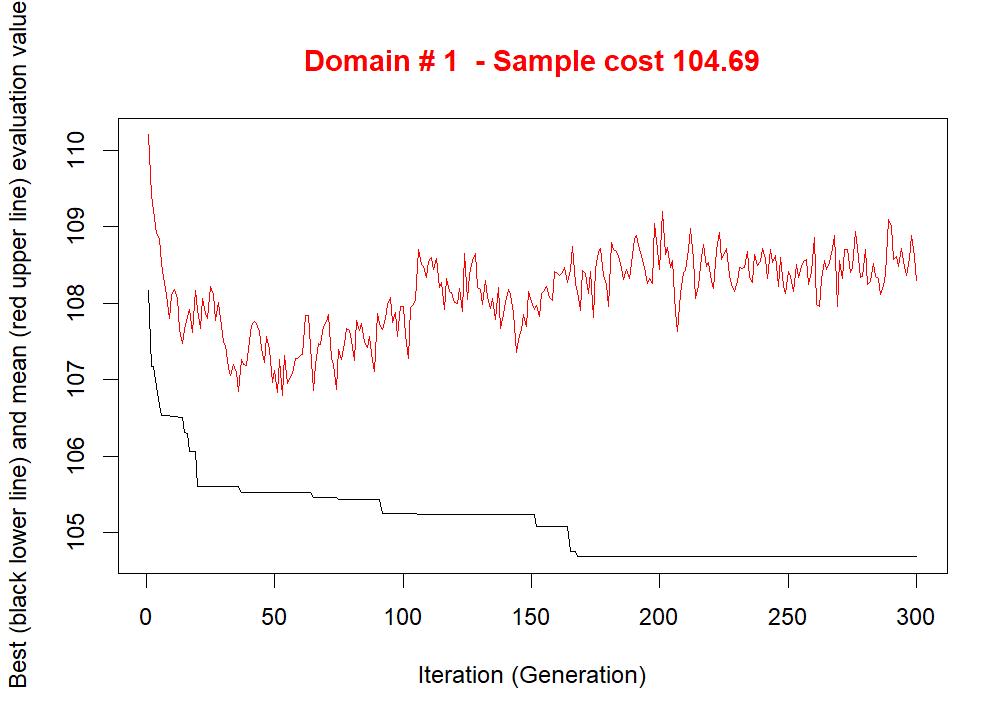 Domain # 1  - Sample cost 104.69
Best (black lower line) and mean (red upper line) evaluation value
110
109
108
107
106
105
0 50 100 150 200 250 300
Iteration (Generation)